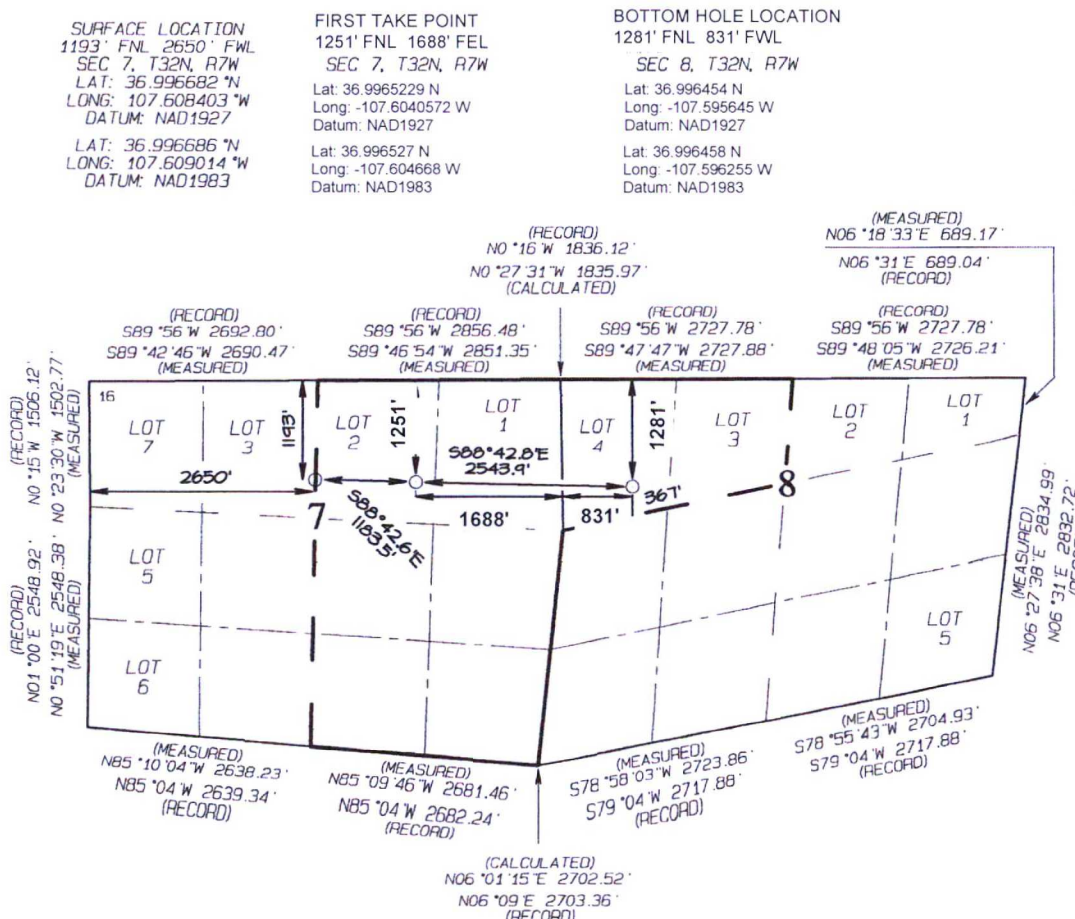 SURFACE LOCATION
1193' FNL 2650' FWL
SEC 7, T32N, R7W
LAT: 36.996682 °N
LONG: 107.608403 °W
DATUM: NAD1927
LAT: 36.996686 °N
LONG: 107.609014 °W
DATUM: NAD1983
FIRST TAKE POINT
1251' FNL 1688' FEL
SEC 7, T32N, R7W
Lat: 36.9965229 N
Long: -107.6040572 W
Datum: NAD1927
Lat: 36.996527 N
Long: -107.604668 W
Datum: NAD1983
BOTTOM HOLE LOCATION
1281' FNL 831' FWL
SEC 8, T32N, R7W
Lat: 36.996454 N
Long: -107.595645 W
Datum: NAD1927
Lat: 36.996458 N
Long: -107.596255 W
Datum: NAD1983
(RECORD)
N0 °16 'W 1836.12 '
N0 °27 '31 "W 1835.97 '
(CALCULATED)
(MEASURED)
N06 °18 '33 "E 689.17 '
N06 °31 'E 689.04 '
(RECORD)
(RECORD)
S89 °56 'W 2692.80 '
S89 °42 '46 "W 2690.47 '
(MEASURED)
(RECORD)
S89 °56 'W 2856.48 '
S89 °46 '54 "W 2851.35 '
(MEASURED)
(RECORD)
S89 °56 'W 2727.78 '
S89 °47 '47 "W 2727.88 '
(MEASURED)
(RECORD)
S89 °56 'W 2727.78 '
S89 °48 '05 "W 2726.21 '
(MEASURED)
(RECORD)
N0 °15 'W 1506.12 '
N0 °23 '30 "W 1502.77 '
(MEASURED)
16
LOT
7
LOT
3
1193'
LOT
2
1251'
LOT
1
LOT
4
1281'
LOT
3
LOT
2
LOT
1
S88°42.8'E
2543.9'
2650'
7
S88°42.6'E
1183.5'
1688'
831'
367'
8
LOT
5
LOT
6
LOT
5
(RECORD)
N01 °00 'E 2548.92 '
N0 °51 '19 "E 2548.38 '
(MEASURED)
(MEASURED)
N06 °27 '38 "E 2834.99 '
N06 °31 'E 2832.72 '
(MEASURED)
N85 °10 '04 "W 2638.23 '
N85 °04 'W 2639.34 '
(RECORD)
(MEASURED)
N85 °09 '46 "W 2681.46 '
N85 °04 'W 2682.24 '
(RECORD)
(MEASURED)
S78 °58 '03 "W 2723.86 '
S79 °04 'W 2717.88 '
(RECORD)
(MEASURED)
S78 °55 '43 "W 2704.93 '
S79 °04 'W 2717.88 '
(RECORD)
(CALCULATED)
N06 °01 '15 "E 2702.52 '
N06 °09 'E 2703.36 '
(RECORD)